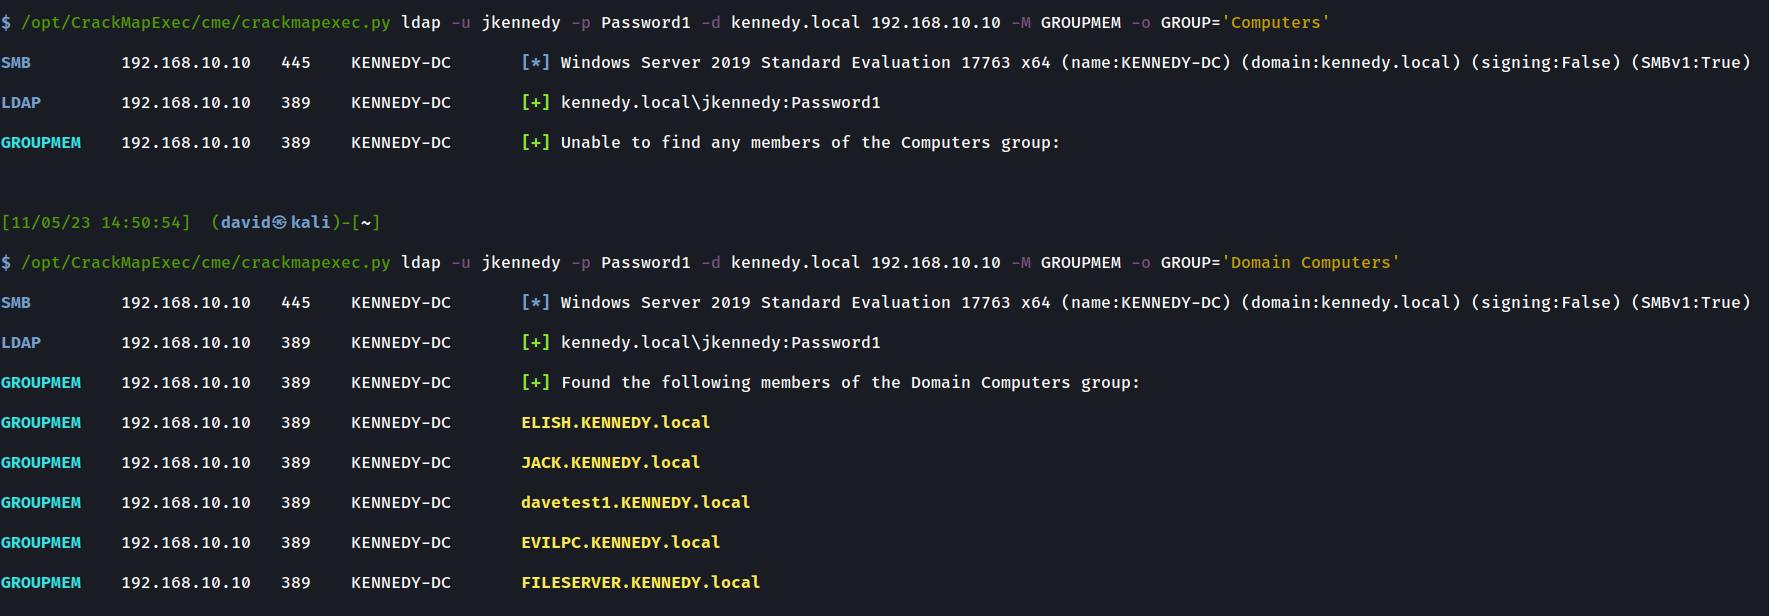 $ /opt/CrackMapExec/cme/crackmapexec.py ldap -u jkennedy -p Password1 -d kennedy.local 192.168.10.10 -M GROUPMEM -o GROUP='Computers'
SMB 192.168.10.10 445 KENNEDY-DC [*] Windows Server 2019 Standard Evaluation 17763 x64 (name:KENNEDY-DC) (domain:kennedy.local) (signing:False) (SMBv1:True)
LDAP 192.168.10.10 389 KENNEDY-DC [+] kennedy.local\jkennedy:Password1
GROUPMEM 192.168.10.10 389 KENNEDY-DC [+] Unable to find any members of the Computers group:
[11/05/23 14:50:54] (david㉿kali)-[~]
$ /opt/CrackMapExec/cme/crackmapexec.py ldap -u jkennedy -p Password1 -d kennedy.local 192.168.10.10 -M GROUPMEM -o GROUP='Domain Computers'
SMB 192.168.10.10 445 KENNEDY-DC [*] Windows Server 2019 Standard Evaluation 17763 x64 (name:KENNEDY-DC) (domain:kennedy.local) (signing:False) (SMBv1:True)
LDAP 192.168.10.10 389 KENNEDY-DC [+] kennedy.local\jkennedy:Password1
GROUPMEM 192.168.10.10 389 KENNEDY-DC [+] Found the following members of the Domain Computers group:
GROUPMEM 192.168.10.10 389 KENNEDY-DC ELISH.KENNEDY.local
GROUPMEM 192.168.10.10 389 KENNEDY-DC JACK.KENNEDY.local
GROUPMEM 192.168.10.10 389 KENNEDY-DC davetest1.KENNEDY.local
GROUPMEM 192.168.10.10 389 KENNEDY-DC EVILPC.KENNEDY.local
GROUPMEM 192.168.10.10 389 KENNEDY-DC FILESERVER.KENNEDY.local